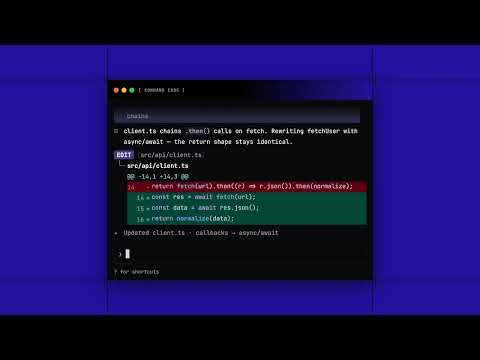 [ COMMAND CODE ]
chains
client.ts chains .then() calls on fetch. Rewriting fetchUser with
async/await — the return shape stays identical.
EDIT [src/api/client.ts]
src/api/client.ts
@@ -14,1 +14,3 @@
14 - return fetch(url).then((r) => r.json()).then(normalize);
14 + const res = await fetch(url);
15 + const data = await res.json();
16 + return normalize(data);
Updated client.ts · callbacks → async/await
❯
? for shortcuts